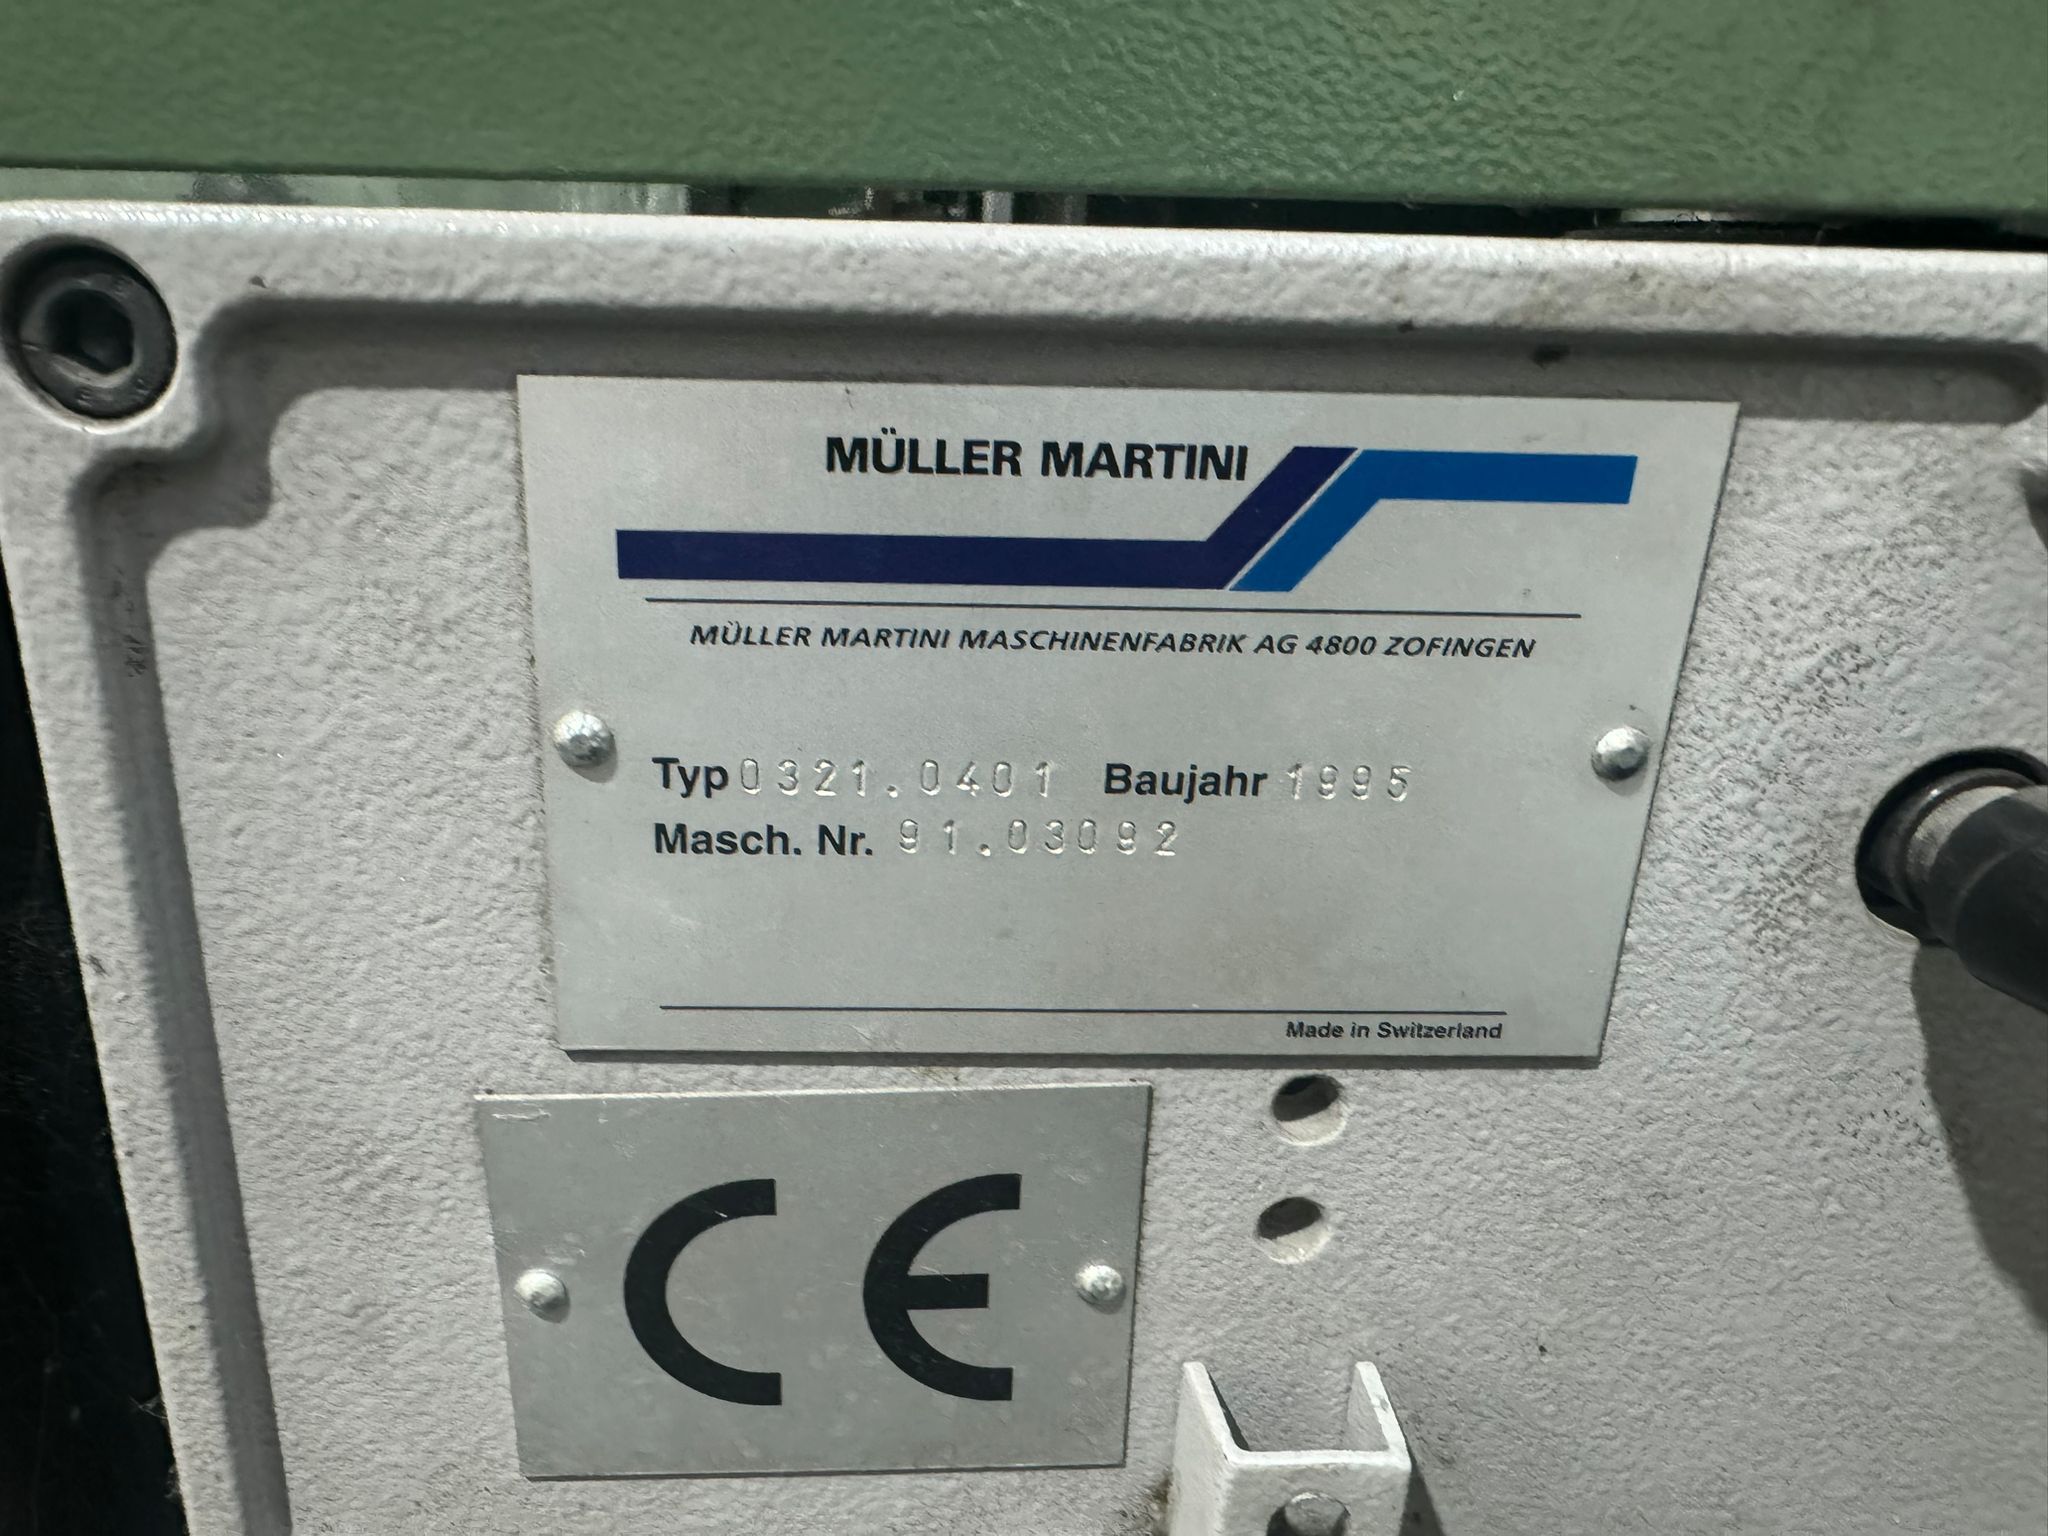 MÜLLER MARTINI
MÜLLER MARTINI MASCHINENFABRIK AG 4800 ZOFINGEN
Typ 0321.0401 Baujahr 1995
Masch. Nr. 91.03092
Made in Switzerland
CE